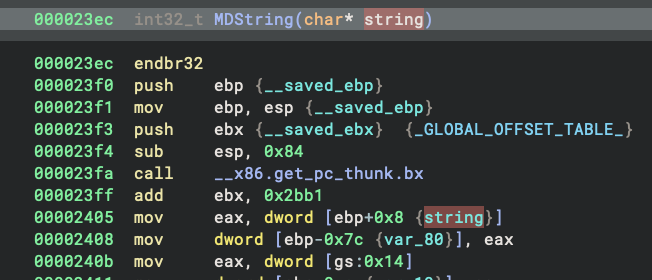 000023ec int32_t MDString(char* string)
000023ec endbr32
000023f0 push ebp {__saved_ebp}
000023f1 mov ebp, esp {__saved_ebp}
000023f3 push ebx {__saved_ebx} {_GLOBAL_OFFSET_TABLE_}
000023f4 sub esp, 0x84
000023fa call __x86.get_pc_thunk.bx
000023ff add ebx, 0x2bb1
00002405 mov eax, dword [ebp+0x8 {string}]
00002408 mov dword [ebp-0x7c {var_80}], eax
0000240b mov eax, dword [gs:0x14]